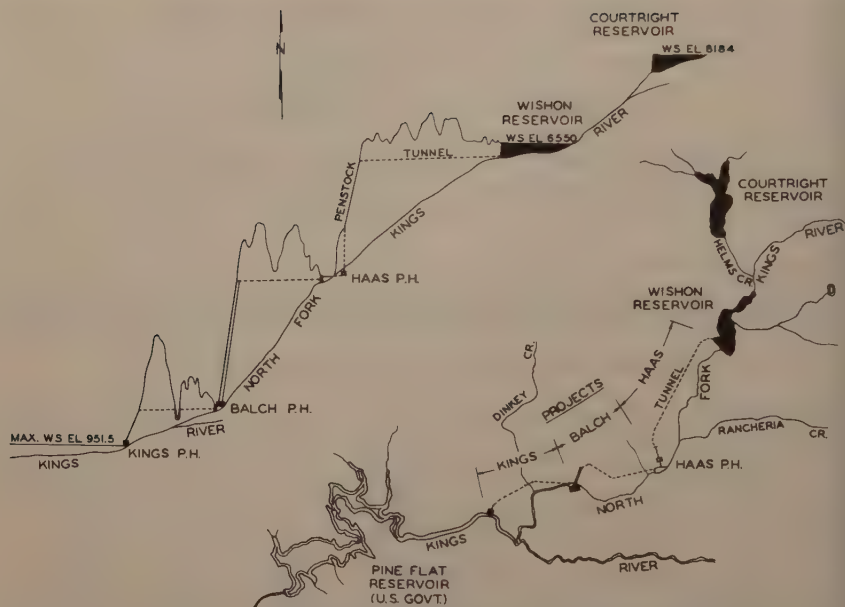 COURTRIGHT
RESERVOIR
WS EL 8184
N
WISHON
RESERVOIR
WS EL 6550
RIVER
TUNNEL
PENSTOCK
KINGS
COURTRIGHT
RESERVOIR
HELMS CR.
KINGS
RIVER
HAAS P.H.
WISHON
RESERVOIR
FORK
NORTH
CR.
DINKEY
PROJECTS
HAAS
BALCH
KINGS
TUNNEL
FORK
RANCHERIA
CR.
BALCH P.H.
RIVER
MAX. WS EL 951.5
KINGS
KINGS P.H.
HAAS P.H.
NORTH
KINGS
RIVER
PINE FLAT
RESERVOIR
(U.S. GOVT.)